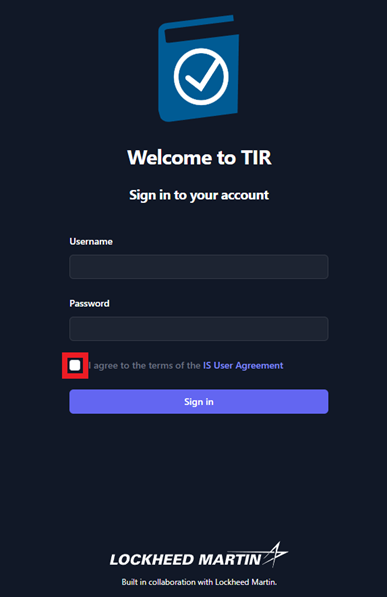 Welcome to TIR
Sign in to your account
Username
Password
I agree to the terms of the IS User Agreement
Sign in
LOCKHEED MARTIN
Built in collaboration with Lockheed Martin.